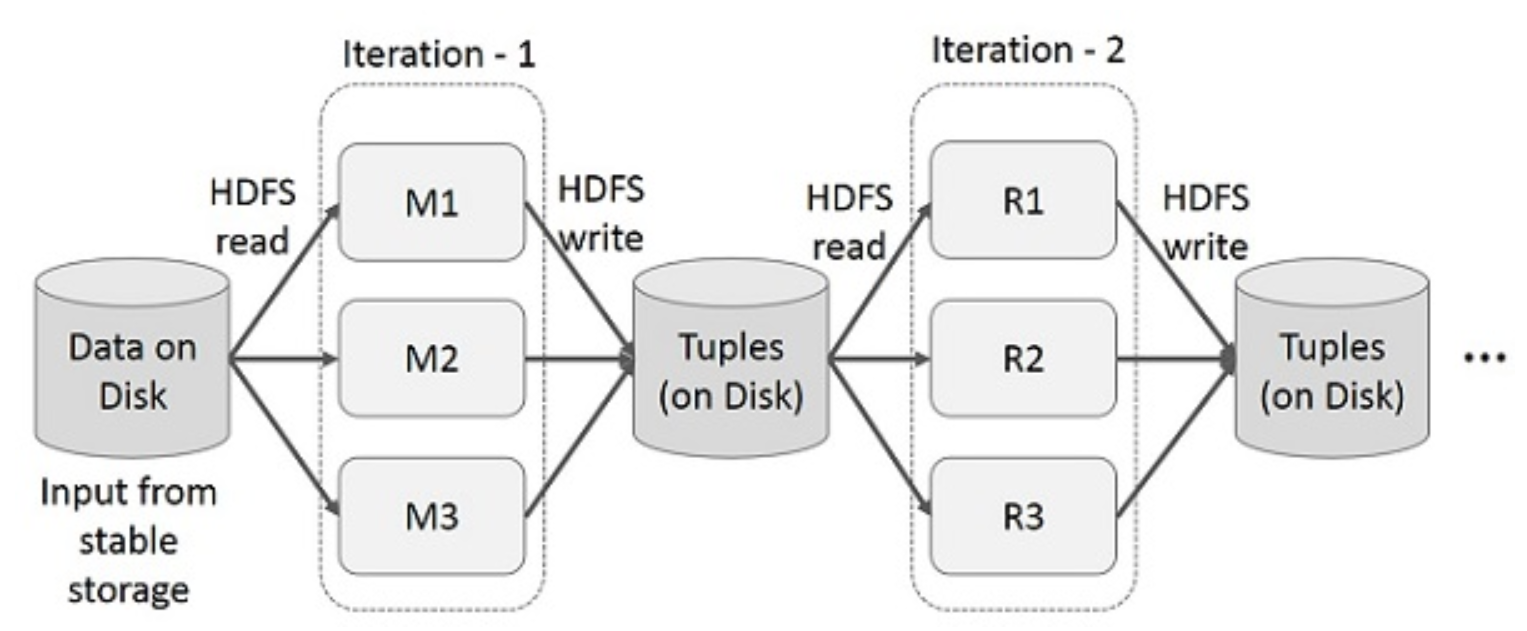 Iteration - 1
Iteration - 2
HDFS
read
M1
HDFS
write
HDFS
read
R1
HDFS
write
Data on
Disk
M2
Tuples
(on Disk)
R2
Tuples
(on Disk)
...
Input from
stable
storage
M3
R3